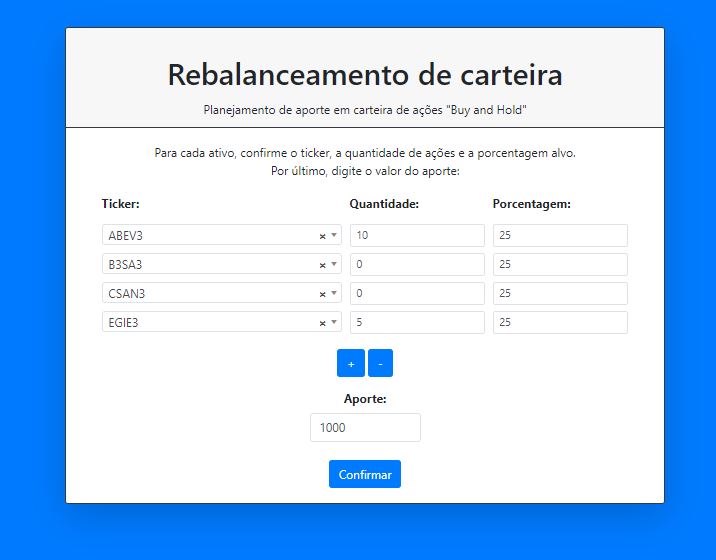 Rebalanceamento de carteira
Planejamento de aporte em carteira de ações "Buy and Hold"
Para cada ativo, confirme o ticker, a quantidade de ações e a porcentagem alvo.
Por último, digite o valor do aporte:
Ticker: Quantidade: Porcentagem:
ABEV3 × 10 25
B3SA3 × 0 25
CSAN3 × 0 25
EGIE3 × 5 25
+ -
Aporte:
1000
Confirmar